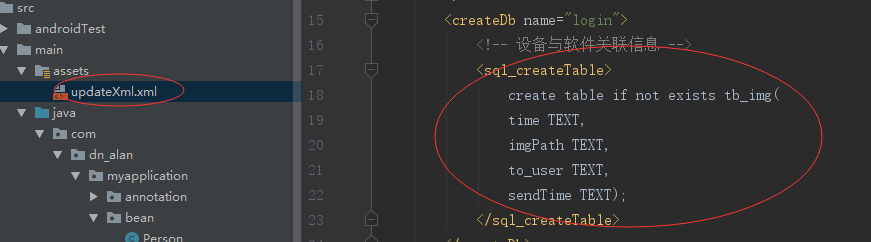 src
androidTest
main
assets
updateXml.xml
java
com
dn_alan
myapplication
annotation
bean
Person
15 <createDb name="login">
16 <!-- 设备与软件关联信息 -->
17 <sql_createTable>
18 create table if not exists tb_img(
19 time TEXT,
20 imgPath TEXT,
21 to_user TEXT,
22 sendTime TEXT);
23 </sql_createTable>